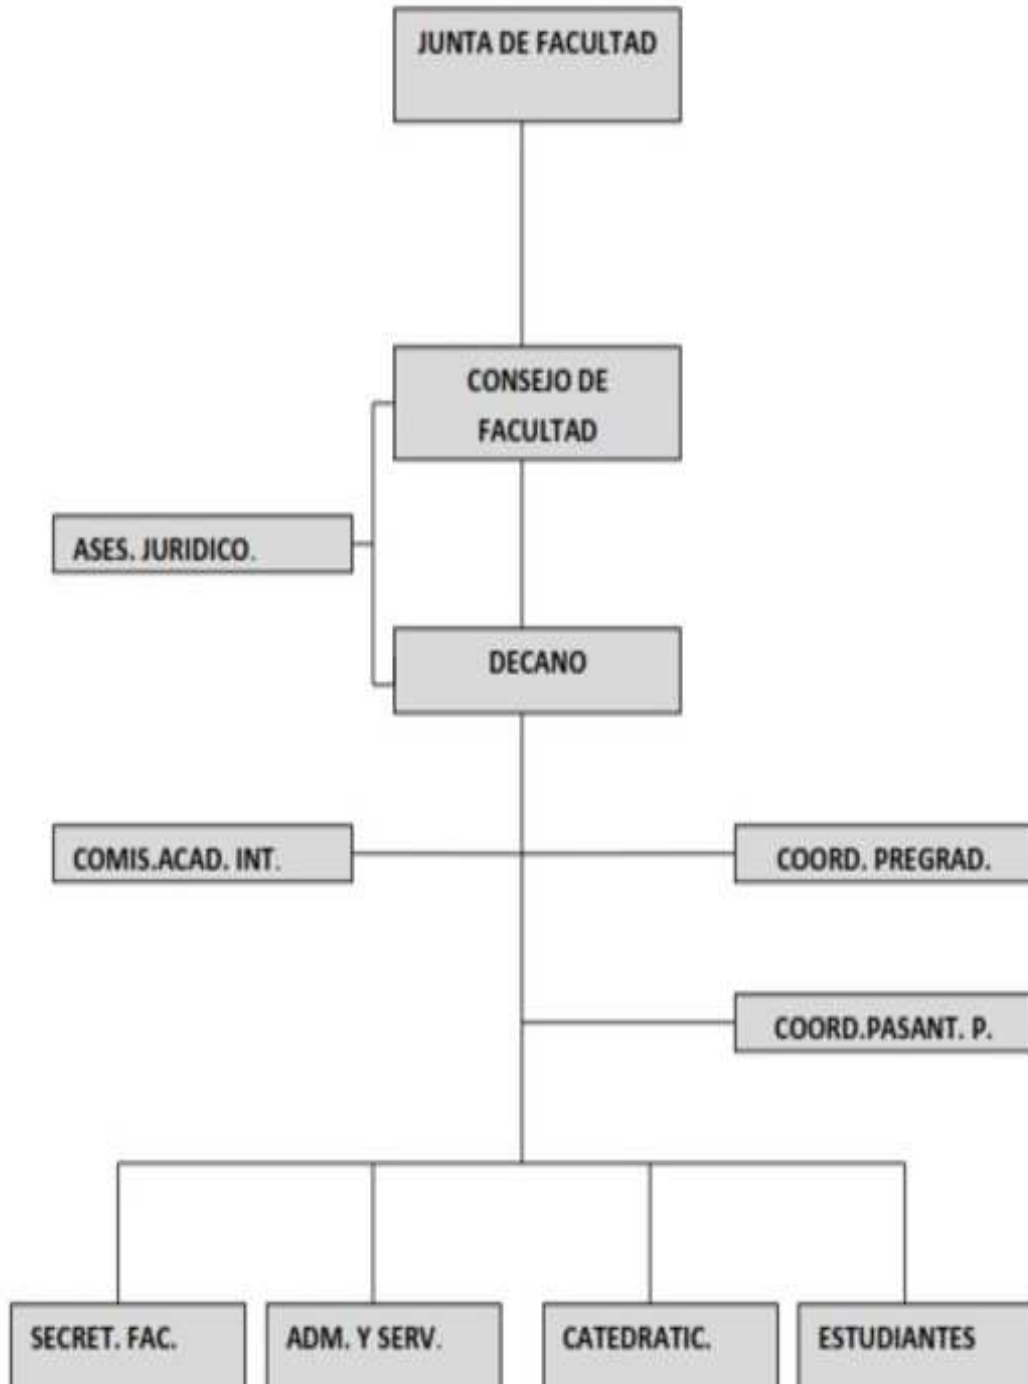 JUNTA DE FACULTAD
CONSEJO DE
FACULTAD
ASES. JURIDICO.
DECANO
COMIS.ACAD. INT.
COORD. PREGRAD.
COORD.PASANT. P.
SECRET. FAC.
ADM. Y SERV.
CATEDRATIC.
ESTUDIANTES